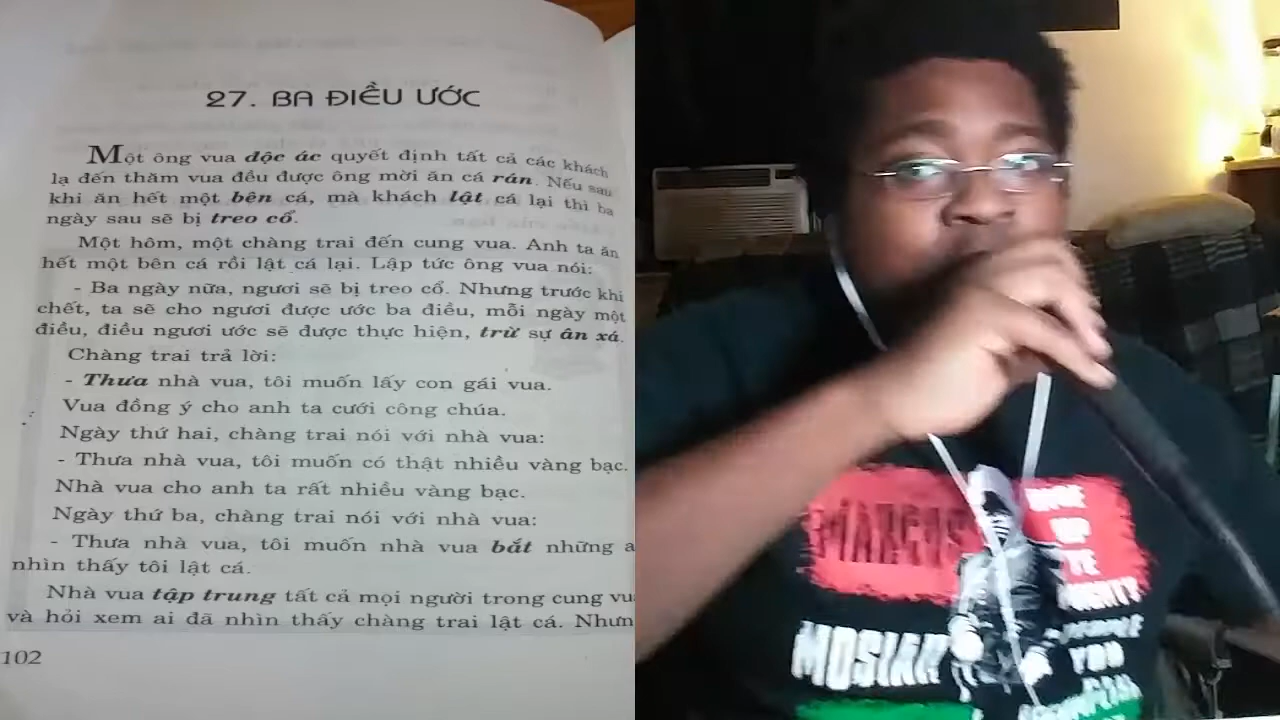 27. BA ĐIỀU ƯỚC
Một ông vua độc ác quyết định tất cả các khách
lạ đến thăm vua đều được ông mời ăn cá rán. Nếu sau
khi ăn hết một bên cá, mà khách lật cá lại thì ba
ngày sau sẽ bị treo cổ.
Một hôm, một chàng trai đến cung vua. Anh ta ăn
hết một bên cá rồi lật cá lại. Lập tức ông vua nói:
- Ba ngày nữa, ngươi sẽ bị treo cổ. Nhưng trước khi
chết, ta sẽ cho ngươi được ước ba điều, mỗi ngày một
điều, điều ngươi ước sẽ được thực hiện, trừ sự ân xá.
Chàng trai trả lời:
- Thưa nhà vua, tôi muốn lấy con gái vua.
Vua đồng ý cho anh ta cưới công chúa.
Ngày thứ hai, chàng trai nói với nhà vua:
- Thưa nhà vua, tôi muốn có thật nhiều vàng bạc.
Nhà vua cho anh ta rất nhiều vàng bạc.
Ngày thứ ba, chàng trai nói với nhà vua:
- Thưa nhà vua, tôi muốn nhà vua bắt những a
nhìn thấy tôi lật cá.
Nhà vua tập trung tất cả mọi người trong cung vu
và hỏi xem ai đã nhìn thấy chàng trai lật cá. Nhưn
102
MARCUS
UP
MOSIAH
YOU